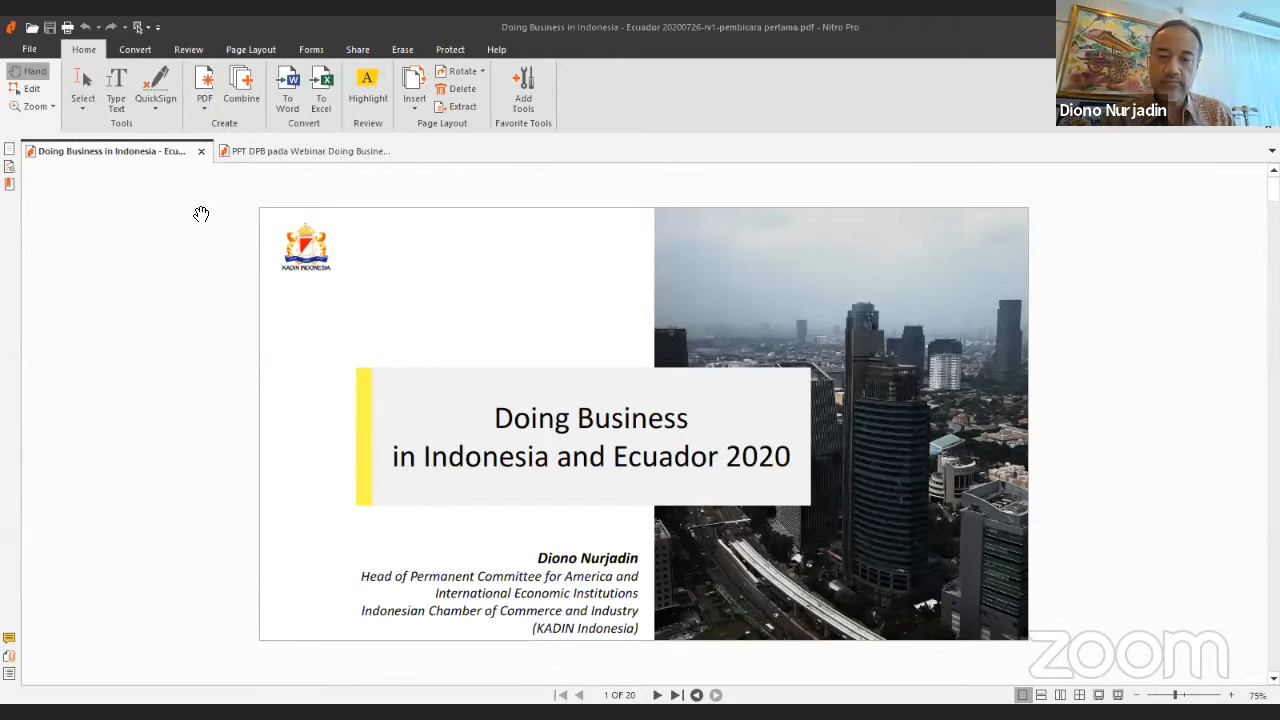 Doing Business in Indonesia - Ecuador 20200726-rv1-pembicara pertama.pdf - Nitro Pro
File Home Convert Review Page Layout Forms Share Erase Protect Help
Hand
Edit
Zoom
Select
Type Text
QuickSign
Tools
PDF
Combine
Create
To Word
To Excel
Convert
Highlight
Review
Insert
Rotate
Delete
Extract
Page Layout
Add Tools
Favorite Tools
Diono Nurjadin
Doing Business in Indonesia - Ecu...
PPT DPB pada Webinar Doing Busine...
KADIN INDONESIA
Doing Business
in Indonesia and Ecuador 2020
Diono Nurjadin
Head of Permanent Committee for America and
International Economic Institutions
Indonesian Chamber of Commerce and Industry
(KADIN Indonesia)
zoom
1 OF 20
75%